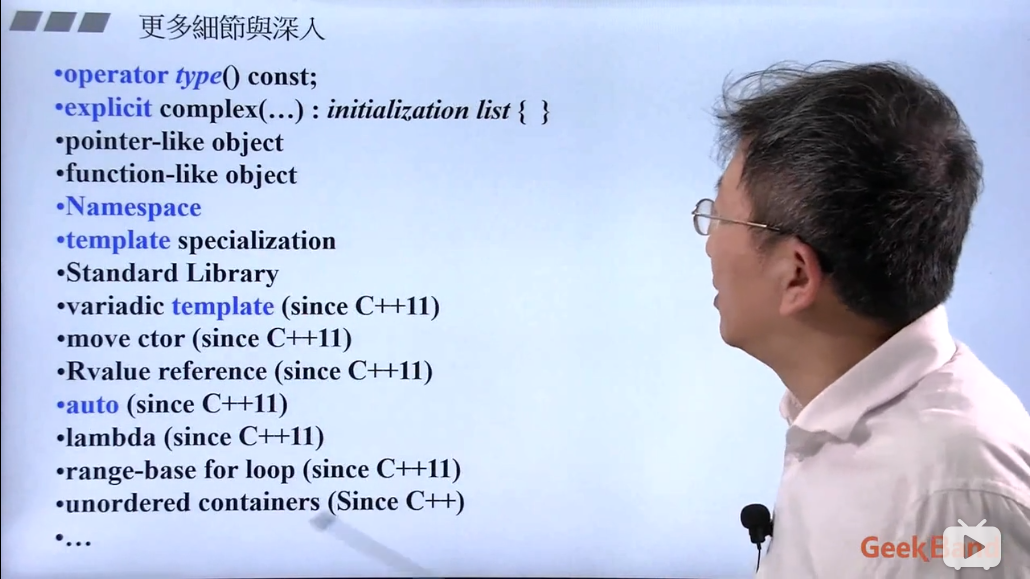 更多細節與深入
•operator type() const;
•explicit complex(…) : initialization list { }
•pointer-like object
•function-like object
•Namespace
•template specialization
•Standard Library
•variadic template (since C++11)
•move ctor (since C++11)
•Rvalue reference (since C++11)
•auto (since C++11)
•lambda (since C++11)
•range-base for loop (since C++11)
•unordered containers (Since C++)
•…
GeekBand